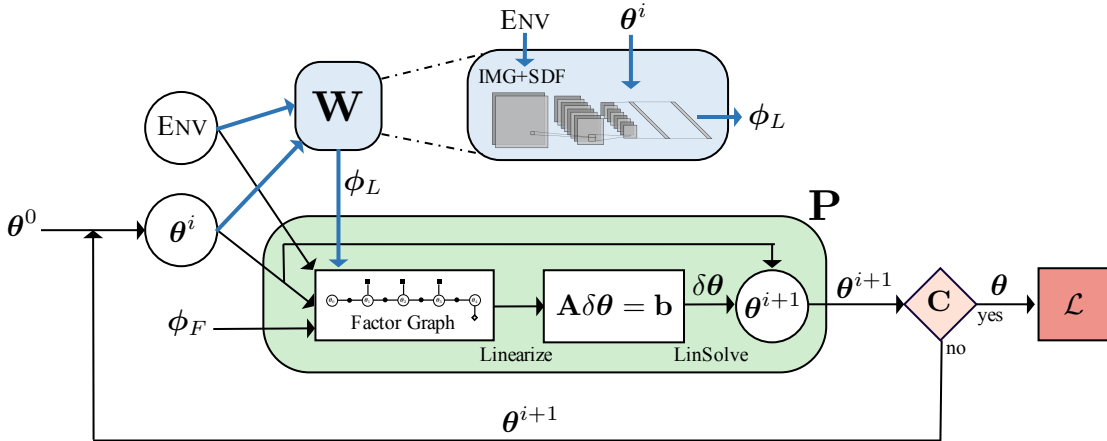 ENV
θ^i
IMG+SDF
W
ϕ_L
ENV
ϕ_L
P
θ^0
θ^i
δθ
θ^{i+1}
θ^{i+1}
C
θ
yes
L
Aδθ = b
Factor Graph
ϕ_F
Linearize
LinSolve
no
θ^{i+1}